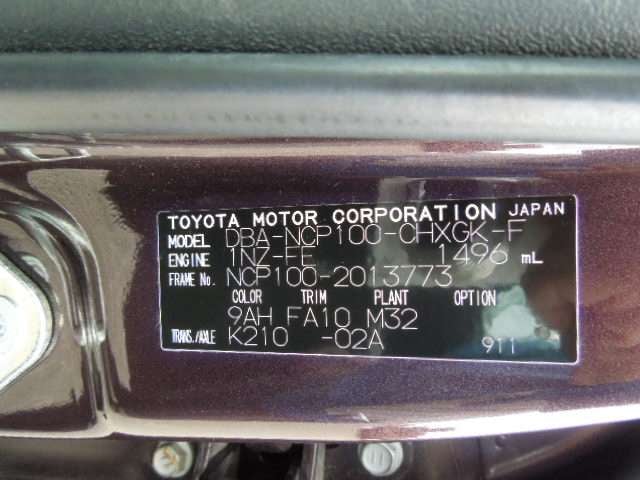 TOYOTA MOTOR CORPORATION JAPAN
MODEL DBA-NCP100-CHXGK-F
ENGINE 1NZ-FE 1496 mL
FRAME No. NCP100-2013773
COLOR TRIM PLANT OPTION
9AH FA10 M32
TRANS./AXLE K210 -02A 911